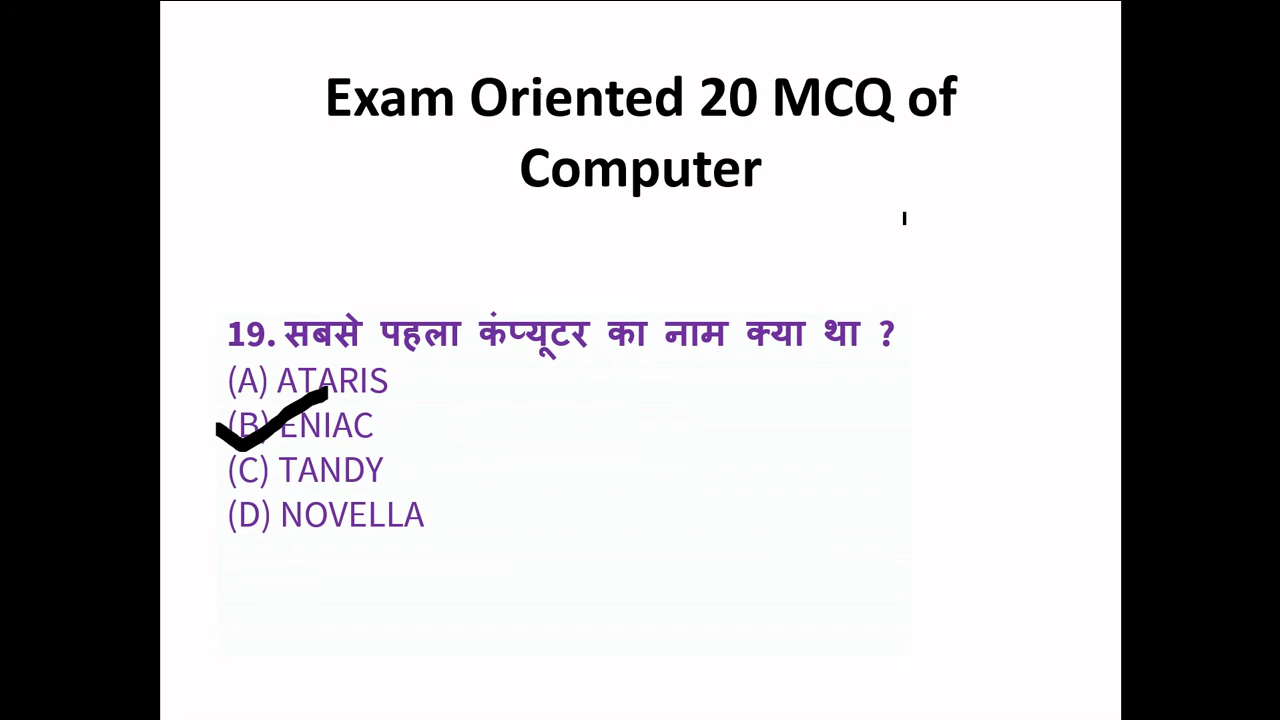 Exam Oriented 20 MCQ of
Computer
19. सबसे पहला कंप्यूटर का नाम क्या था ?
(A) ATARIS
(B) ENIAC
(C) TANDY
(D) NOVELLA